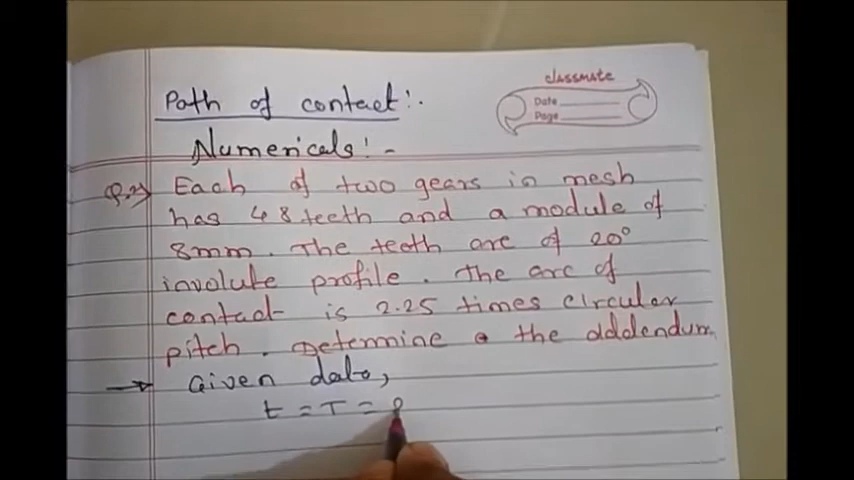 Path of contact :-
classmate
Date
Page
Numericals :-
Q.2) Each of two gears in mesh
has 48 teeth and a module of
8mm. The teeth are of 20°
involute profile. The arc of
contact is 2.25 times circular
pitch. Determine the addendum
→ Given data,
t = T =